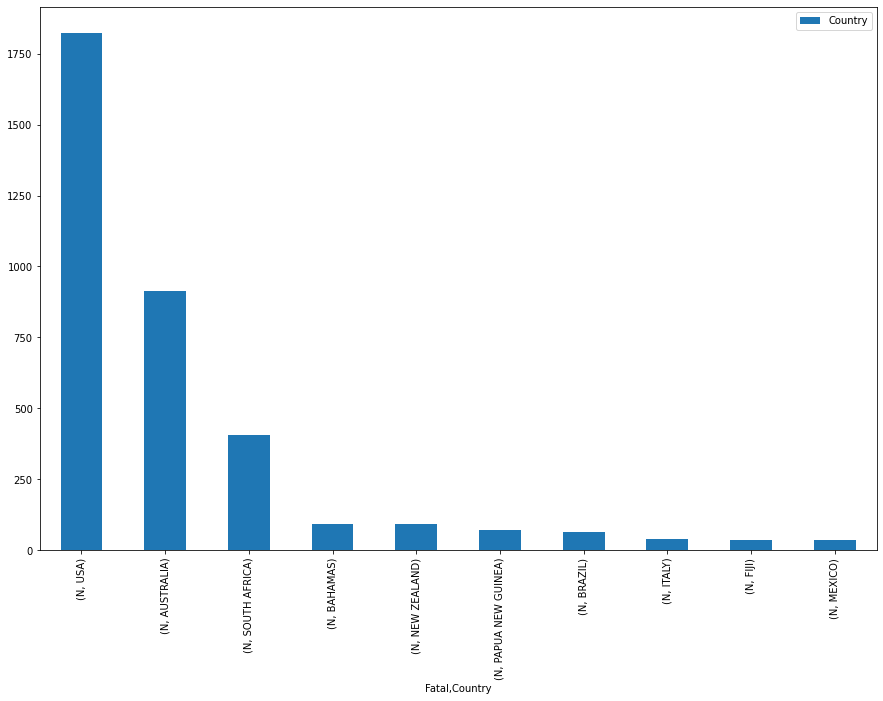 Country
1750
1500
1250
1000
750
500
250
0
(N, USA)
(N, AUSTRALIA)
(N, SOUTH AFRICA)
(N, BAHAMAS)
(N, NEW ZEALAND)
(N, PAPUA NEW GUINEA)
(N, BRAZIL)
(N, ITALY)
(N, FIJI)
(N, MEXICO)
Fatal,Country